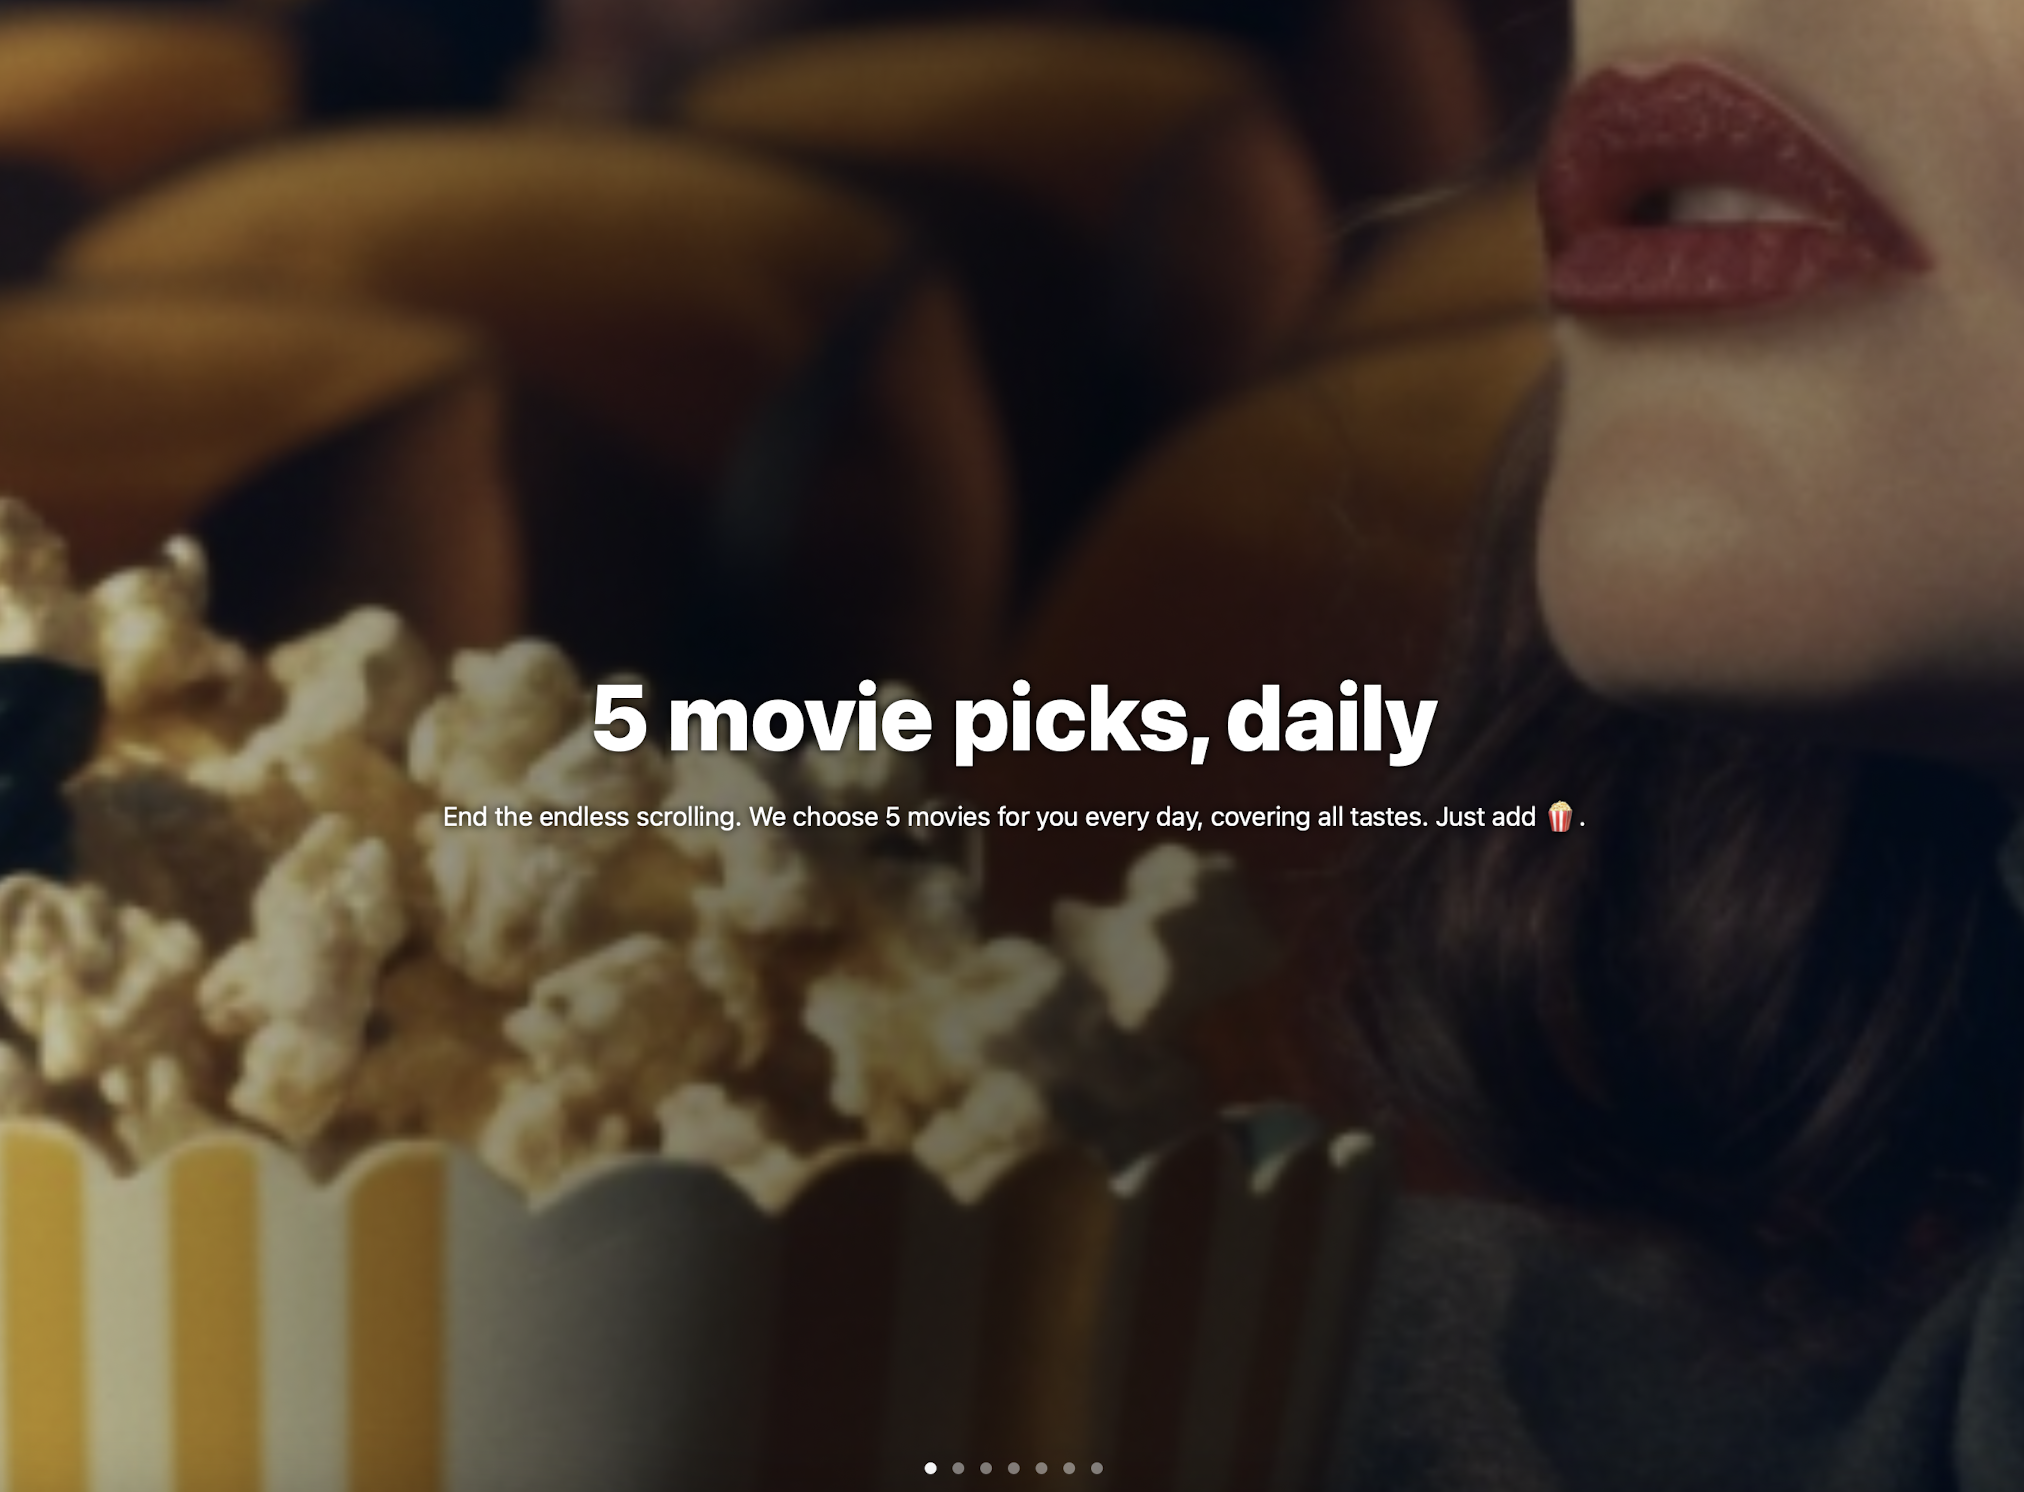 5 movie picks, daily
End the endless scrolling. We choose 5 movies for you every day, covering all tastes. Just add 🍿.